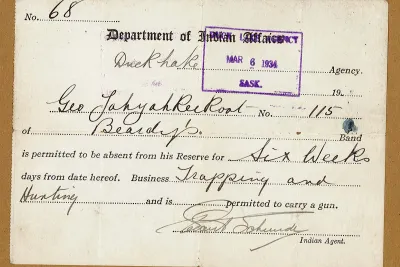 No. 68
Department of Indian Affairs
Duck Lake Agency.
DUCK LAKE AGENCY
MAR 6 1934
SASK.
19
Geo No. 115
of Beardy's Band
is permitted to be absent from his Reserve for Six Weeks
days from date hereof. Business Trapping and
Hunting and is permitted to carry a gun.
Indian Agent.